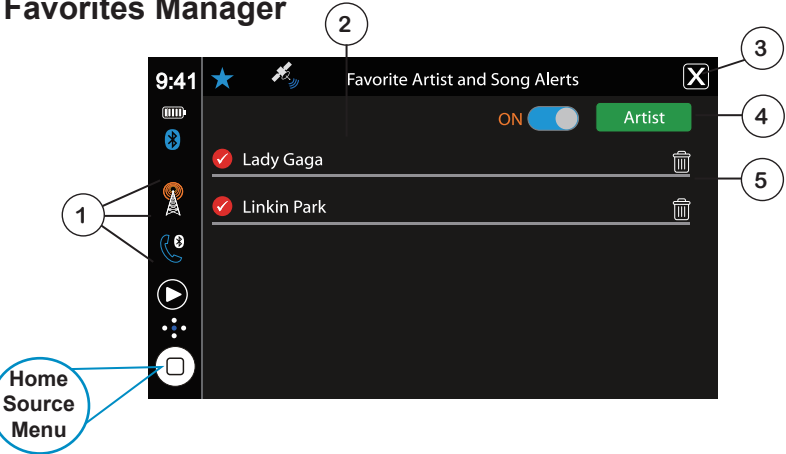 Favorites Manager
2
3
9:41
Favorite Artist and Song Alerts
X
ON
Artist
4
Lady Gaga
5
1
Linkin Park
Home
Source
Menu